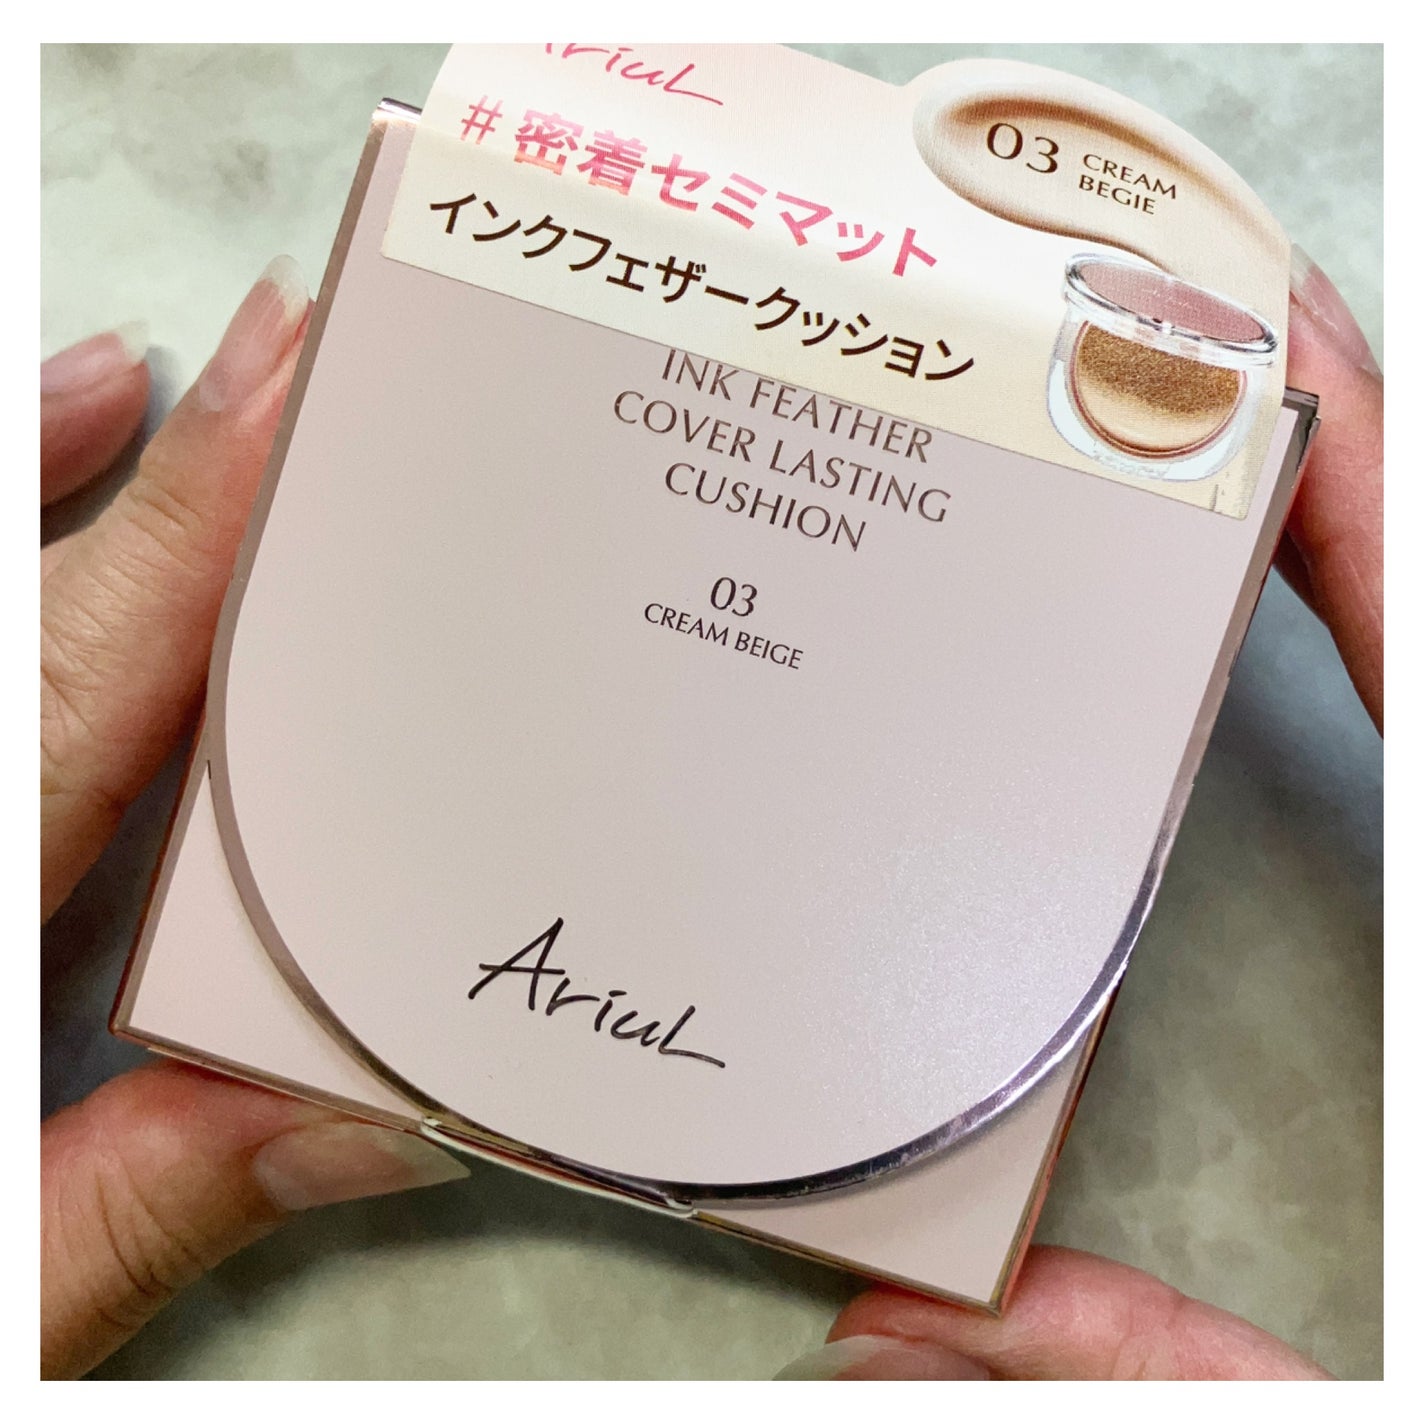 Ariul
#密着セミマット
インクフェザークッション
03 CREAM
BEGIE
INK FEATHER
COVER LASTING
CUSHION
03
CREAM BEIGE
Ariul